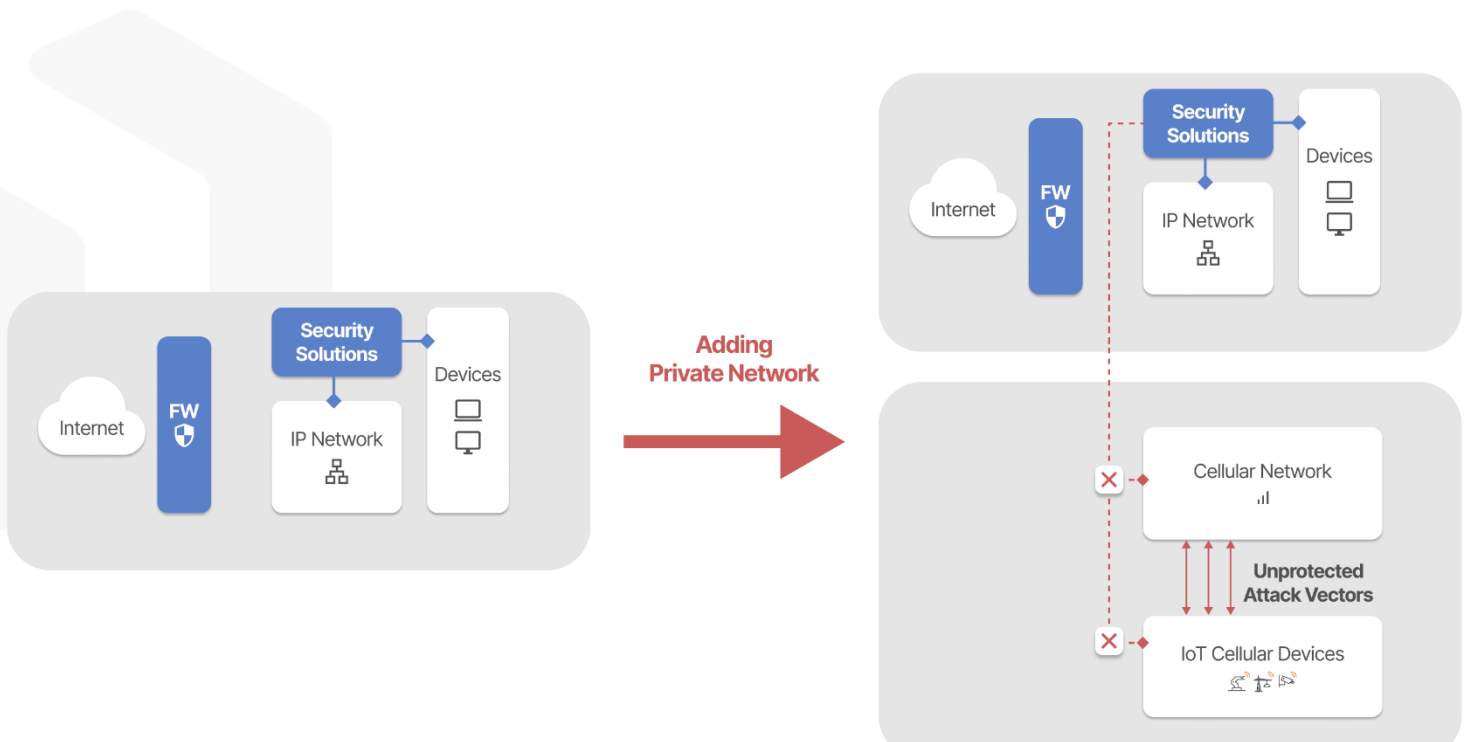 Security
Solutions
Devices
FW
Internet
IP Network
Adding
Private Network
Security
Solutions
Devices
FW
Internet
IP Network
Cellular Network
Unprotected
Attack Vectors
IoT Cellular Devices